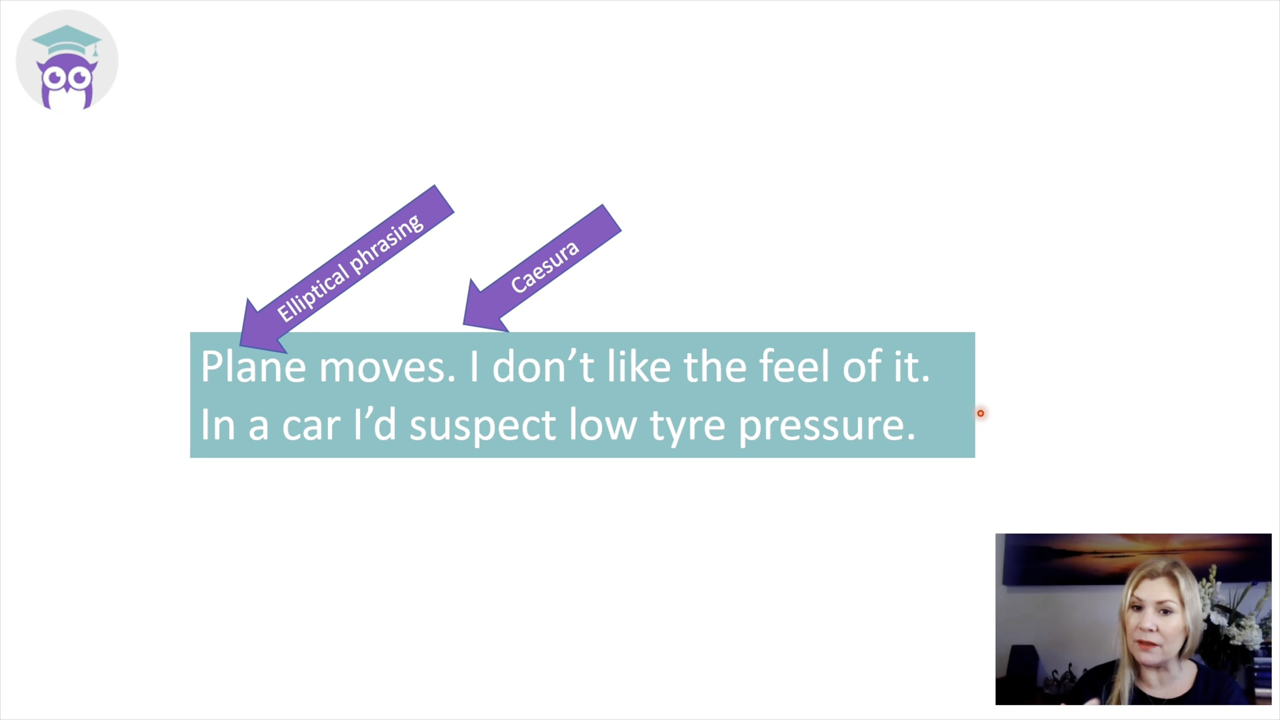 Elliptical phrasing
Caesura
Plane moves. I don’t like the feel of it.
In a car I’d suspect low tyre pressure.